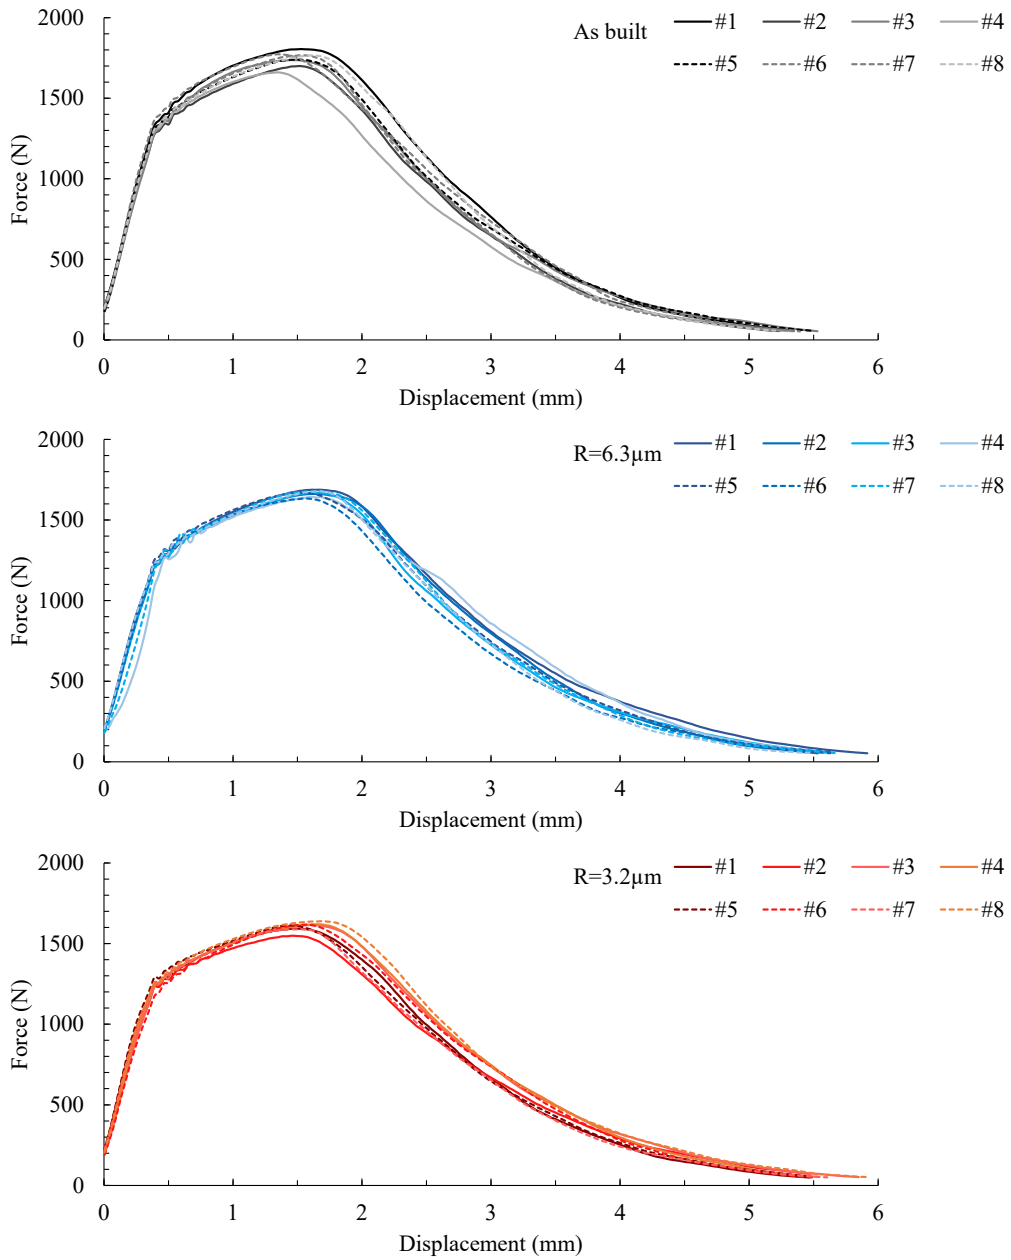 As built
#1 #2 #3 #4
#5 #6 #7 #8
2000
1500
1000
500
0
Force (N)
0 1 2 3 4 5 6
Displacement (mm)
R=6.3µm
#1 #2 #3 #4
#5 #6 #7 #8
2000
1500
1000
500
0
Force (N)
0 1 2 3 4 5 6
Displacement (mm)
R=3.2µm
#1 #2 #3 #4
#5 #6 #7 #8
2000
1500
1000
500
0
Force (N)
0 1 2 3 4 5 6
Displacement (mm)